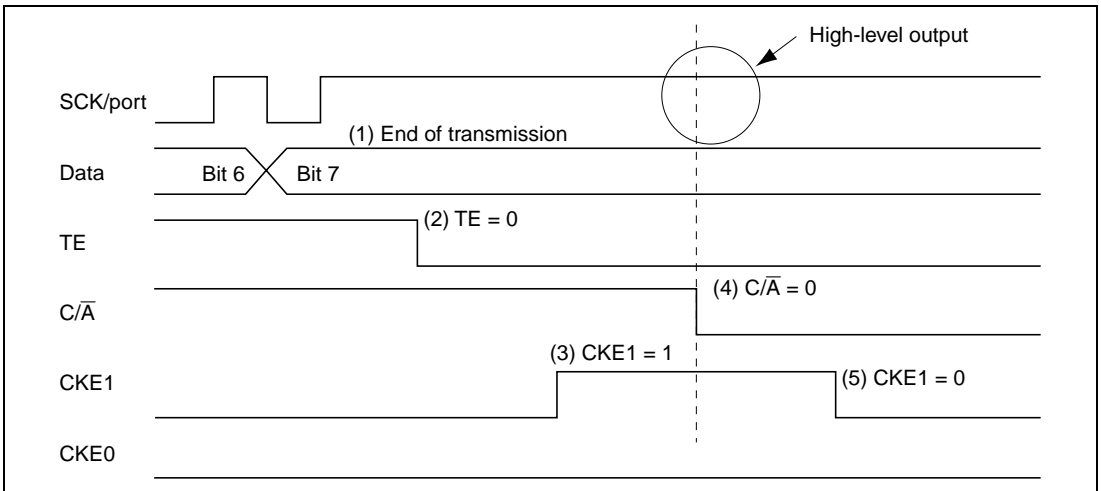 High-level output
SCK/port
(1) End of transmission
Data
Bit 6
Bit 7
(2) TE = 0
TE
(4) C/A̅ = 0
C/A̅
(3) CKE1 = 1
CKE1
(5) CKE1 = 0
CKE0